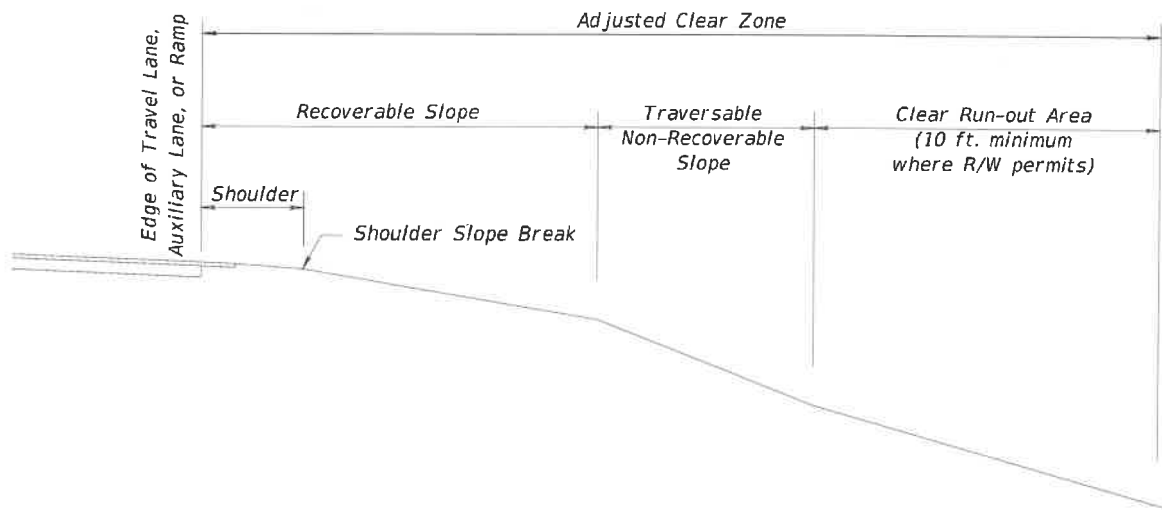 Adjusted Clear Zone
Edge of Travel Lane,
Auxiliary Lane, or Ramp
Recoverable Slope
Traversable
Non-Recoverable
Slope
Clear Run-out Area
(10 ft. minimum
where R/W permits)
Shoulder
Shoulder Slope Break